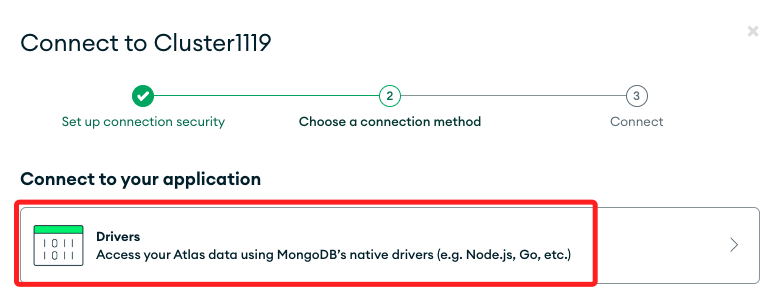 Connect to Cluster1119
2
3
Set up connection security
Choose a connection method
Connect
Connect to your application
1011
1011
Drivers
Access your Atlas data using MongoDB's native drivers (e.g. Node.js, Go, etc.)